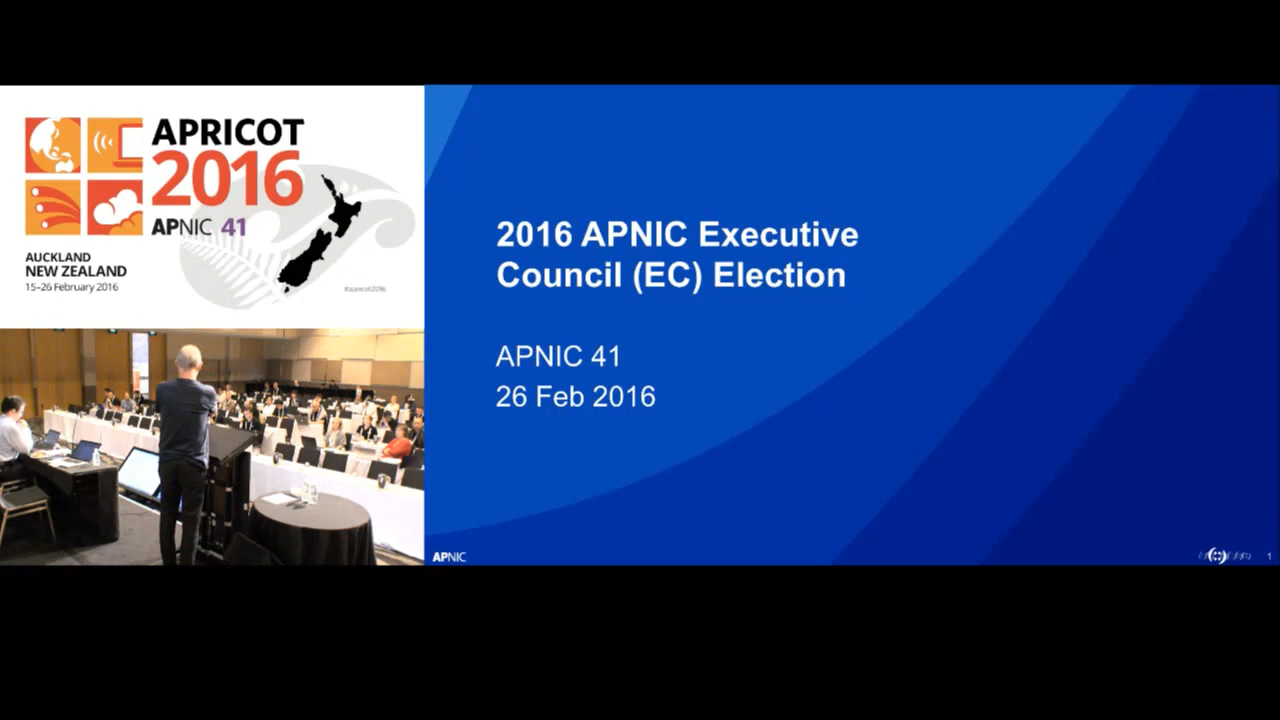 APRICOT
2016
APNIC 41
AUCKLAND
NEW ZEALAND
15–26 February 2016
#apricot2016
2016 APNIC Executive
Council (EC) Election
APNIC 41
26 Feb 2016
APNIC
1